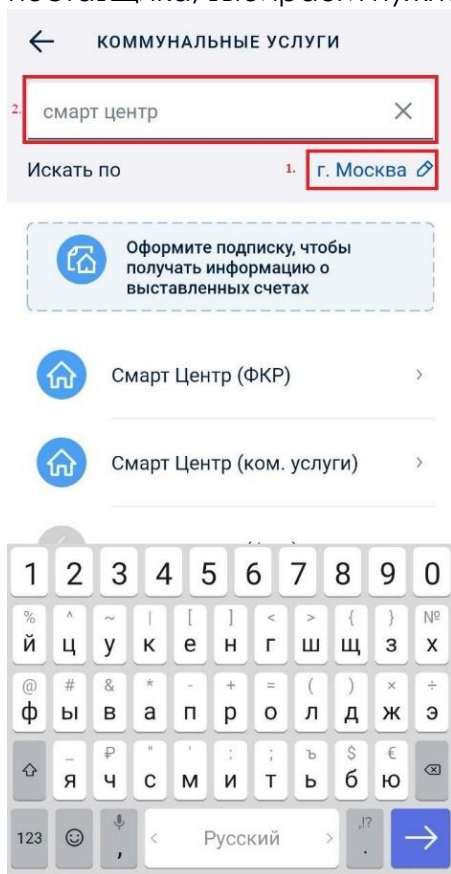 КОММУНАЛЬНЫЕ УСЛУГИ
2. смарт центр
Искать по 1. г. Москва
Оформите подписку, чтобы
получать информацию о
выставленных счетах
Смарт Центр (ФКР)
Смарт Центр (ком. услуги)
1 2 3 4 5 6 7 8 9 0
% ^ ~ | [ ] < > { } №
й ц у к е н г ш щ з х
@ # & * - + = ( ) × ÷
ф ы в а п р о л д ж э
_ ₽ " ' : ; ъ $ €
я ч с м и т ь б ю
123 , < Русский > ,!? .